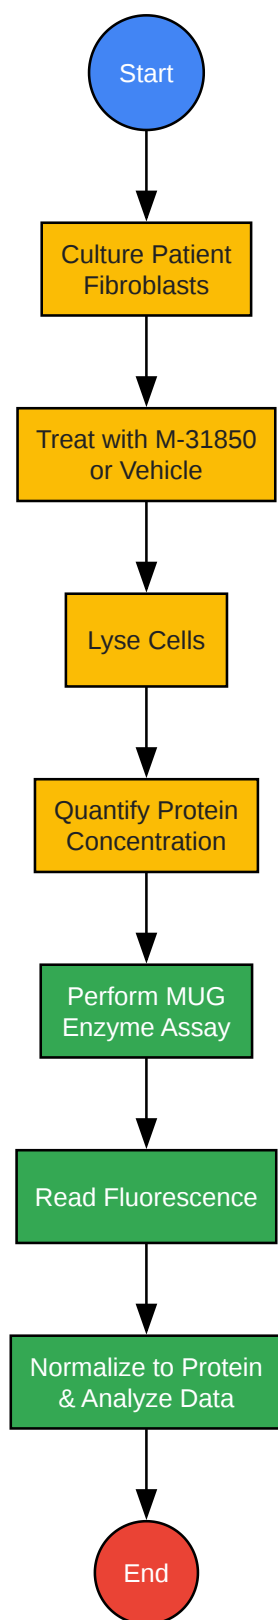 Start
Culture Patient
Fibroblasts
Treat with M-31850
or Vehicle
Lyse Cells
Quantify Protein
Concentration
Perform MUG
Enzyme Assay
Read Fluorescence
Normalize to Protein
& Analyze Data
End